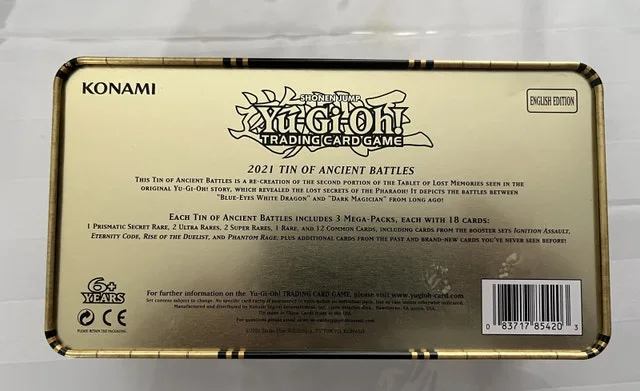 KONAMI
SHONEN JUMP
Yu-Gi-Oh!
TRADING CARD GAME
ENGLISH EDITION
2021 TIN OF ANCIENT BATTLES
This Tin of Ancient Battles is a re-creation of the second portion of the Tablet of Lost Memories seen in the
original Yu-Gi-Oh! story, which revealed the lost secrets of the Pharaoh! It depicts the battles between
"Blue-Eyes White Dragon" and "Dark Magician" from long ago!
Each Tin of Ancient Battles includes 3 Mega-Packs, each with 18 cards:
1 Prismatic Secret Rare, 2 Ultra Rares, 2 Super Rares, 1 Rare, and 12 Common Cards, including cards from the booster sets Ignition Assault,
Eternity Code, Rise of the Duelist, and Phantom Rage, plus additional cards from the past and brand-new cards you've never seen before!
6+
YEARS
For further information on the Yu-Gi-Oh! TRADING CARD GAME, please visit www.yugioh-card.com.
PLEASE RETAIN THE PACKAGING
0 83717 85420 3